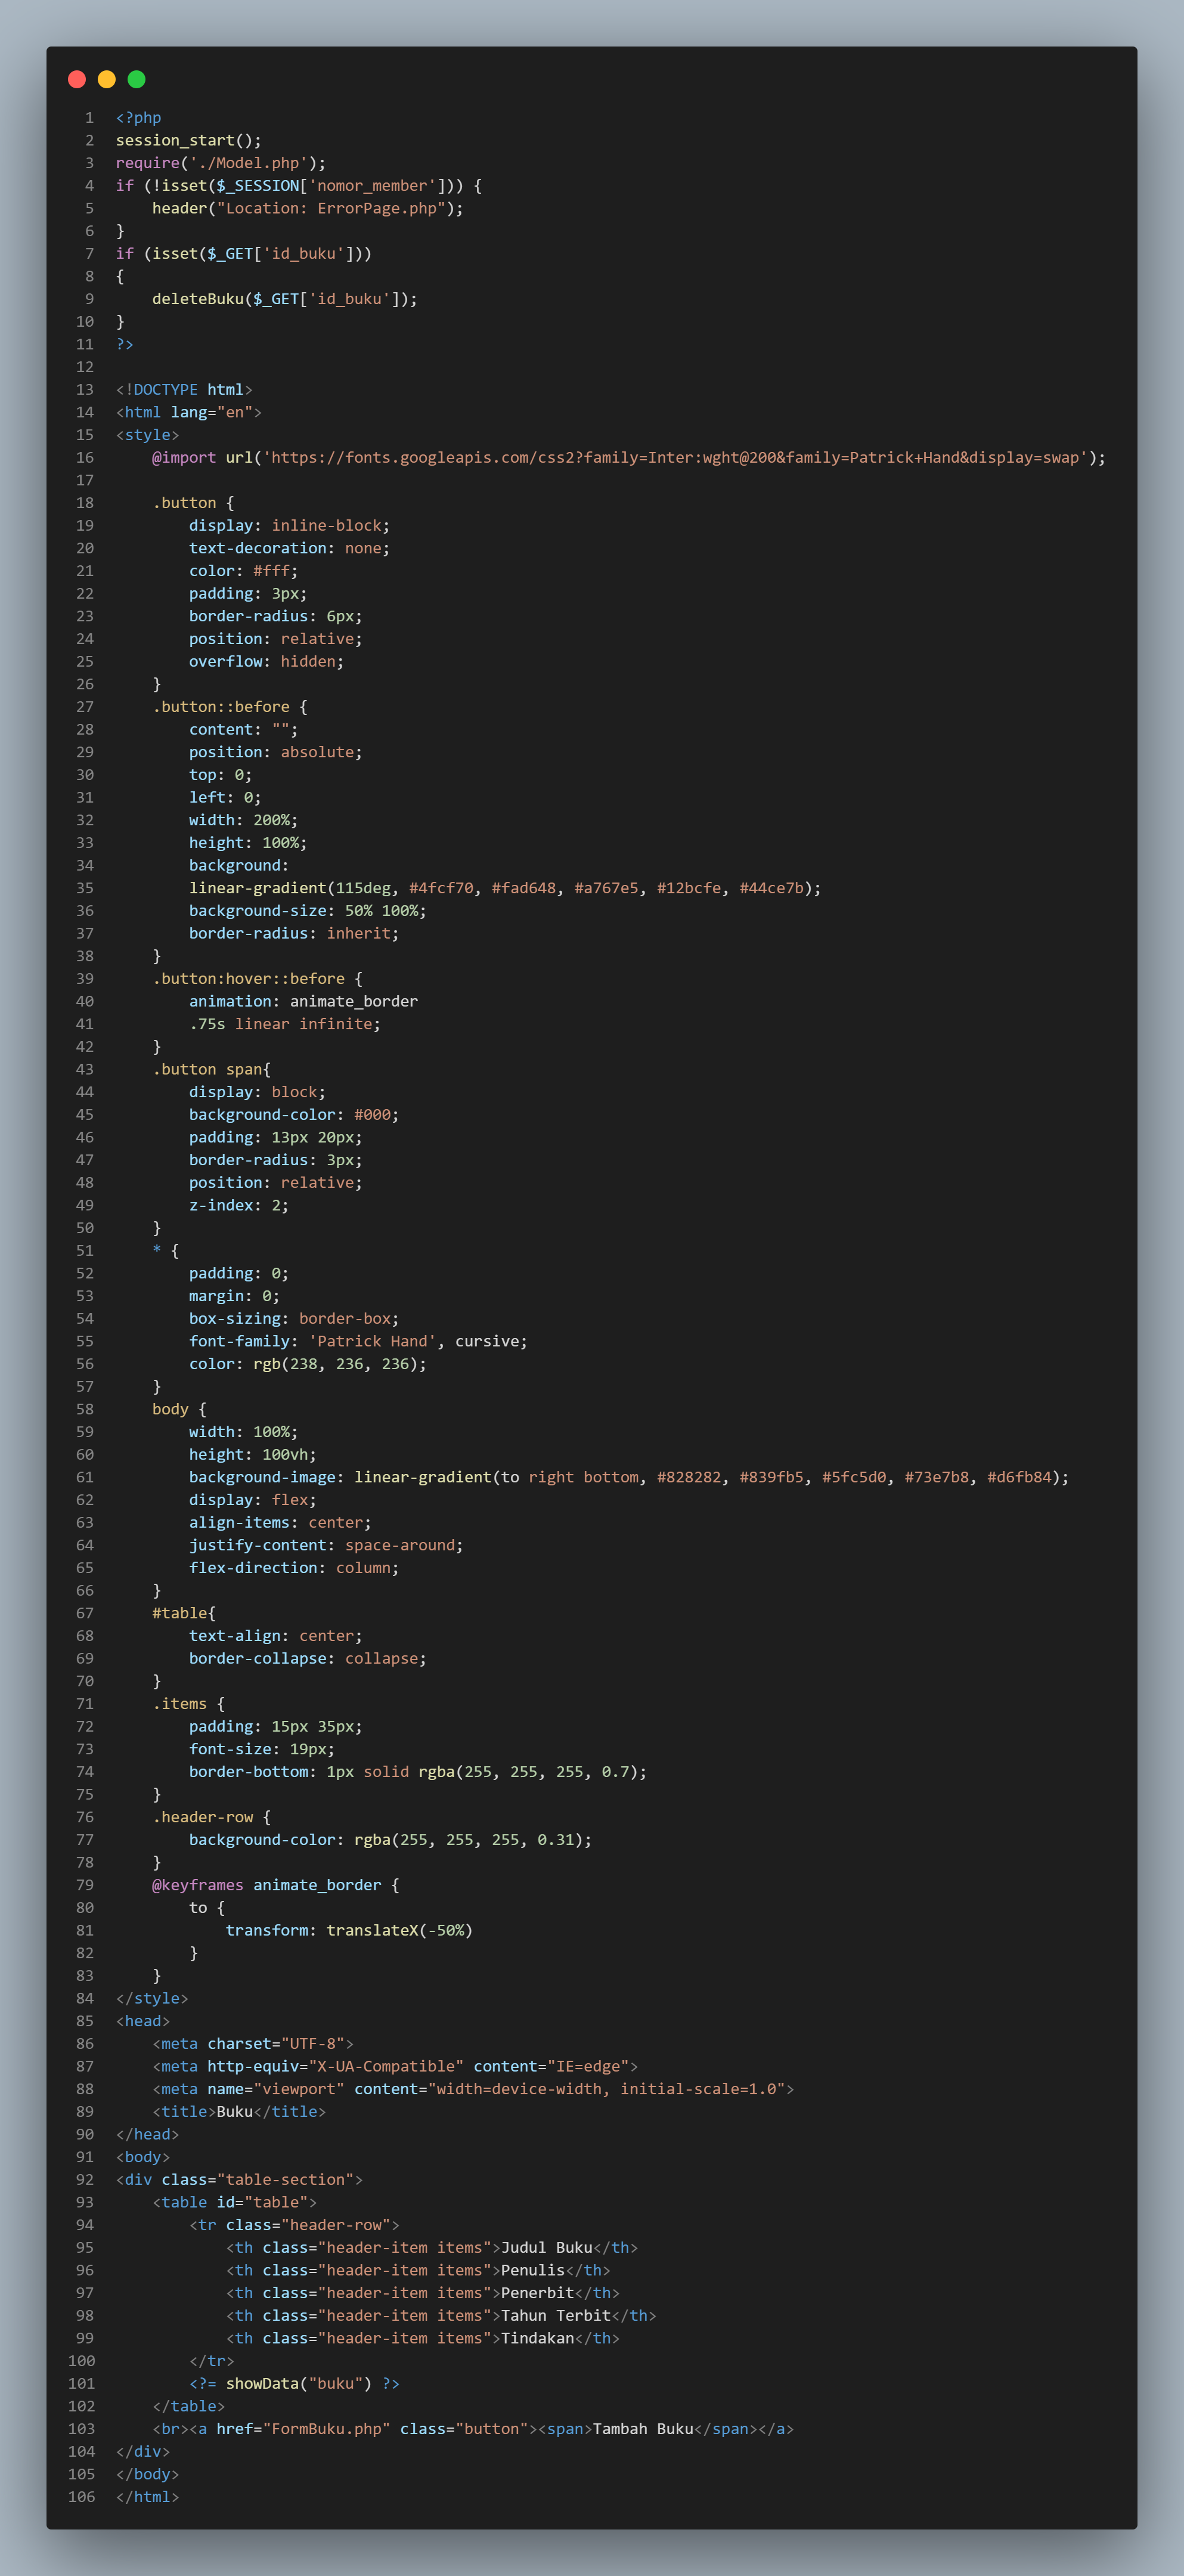 1 <?php
2 session_start();
3 require('./Model.php');
4 if (!isset($_SESSION['nomor_member'])) {
5     header("Location: ErrorPage.php");
6 }
7 if (isset($_GET['id_buku']))
8 {
9     deleteBuku($_GET['id_buku']);
10 }
11 ?>
12
13 <!DOCTYPE html>
14 <html lang="en">
15 <style>
16     @import url('https://fonts.googleapis.com/css2?family=Inter:wght@200&family=Patrick+Hand&display=swap');
17
18     .button {
19         display: inline-block;
20         text-decoration: none;
21         color: #fff;
22         padding: 3px;
23         border-radius: 6px;
24         position: relative;
25         overflow: hidden;
26     }
27     .button::before {
28         content: "";
29         position: absolute;
30         top: 0;
31         left: 0;
32         width: 200%;
33         height: 100%;
34         background:
35         linear-gradient(115deg, #4fcf70, #fad648, #a767e5, #12bcfe, #44ce7b);
36         background-size: 50% 100%;
37         border-radius: inherit;
38     }
39     .button:hover::before {
40         animation: animate_border
41         .75s linear infinite;
42     }
43     .button span{
44         display: block;
45         background-color: #000;
46         padding: 13px 20px;
47         border-radius: 3px;
48         position: relative;
49         z-index: 2;
50     }
51     * {
52         padding: 0;
53         margin: 0;
54         box-sizing: border-box;
55         font-family: 'Patrick Hand', cursive;
56         color: rgb(238, 236, 236);
57     }
58     body {
59         width: 100%;
60         height: 100vh;
61         background-image: linear-gradient(to right bottom, #828282, #839fb5, #5fc5d0, #73e7b8, #d6fb84);
62         display: flex;
63         align-items: center;
64         justify-content: space-around;
65         flex-direction: column;
66     }
67     #table{
68         text-align: center;
69         border-collapse: collapse;
70     }
71     .items {
72         padding: 15px 35px;
73         font-size: 19px;
74         border-bottom: 1px solid rgba(255, 255, 255, 0.7);
75     }
76     .header-row {
77         background-color: rgba(255, 255, 255, 0.31);
78     }
79     @keyframes animate_border {
80         to {
81             transform: translateX(-50%)
82         }
83     }
84 </style>
85 <head>
86     <meta charset="UTF-8">
87     <meta http-equiv="X-UA-Compatible" content="IE=edge">
88     <meta name="viewport" content="width=device-width, initial-scale=1.0">
89     <title>Buku</title>
90 </head>
91 <body>
92 <div class="table-section">
93     <table id="table">
94         <tr class="header-row">
95             <th class="header-item items">Judul Buku</th>
96             <th class="header-item items">Penulis</th>
97             <th class="header-item items">Penerbit</th>
98             <th class="header-item items">Tahun Terbit</th>
99             <th class="header-item items">Tindakan</th>
100         </tr>
101         <?= showData("buku") ?>
102     </table>
103     <br><a href="FormBuku.php" class="button"><span>Tambah Buku</span></a>
104 </div>
105 </body>
106 </html>